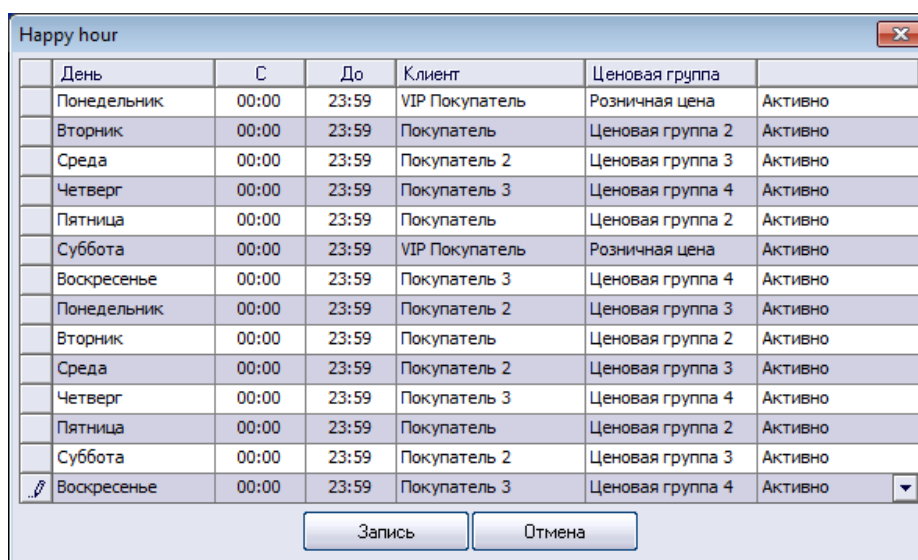 Happy hour
День С До Клиент Ценовая группа
Понедельник 00:00 23:59 VIP Покупатель Розничная цена Активно
Вторник 00:00 23:59 Покупатель Ценовая группа 2 Активно
Среда 00:00 23:59 Покупатель 2 Ценовая группа 3 Активно
Четверг 00:00 23:59 Покупатель 3 Ценовая группа 4 Активно
Пятница 00:00 23:59 Покупатель Ценовая группа 2 Активно
Суббота 00:00 23:59 VIP Покупатель Розничная цена Активно
Воскресенье 00:00 23:59 Покупатель 3 Ценовая группа 4 Активно
Понедельник 00:00 23:59 Покупатель 2 Ценовая группа 3 Активно
Вторник 00:00 23:59 Покупатель Ценовая группа 2 Активно
Среда 00:00 23:59 Покупатель 2 Ценовая группа 3 Активно
Четверг 00:00 23:59 Покупатель 3 Ценовая группа 4 Активно
Пятница 00:00 23:59 Покупатель Ценовая группа 2 Активно
Суббота 00:00 23:59 Покупатель 2 Ценовая группа 3 Активно
Воскресенье 00:00 23:59 Покупатель 3 Ценовая группа 4 Активно
Запись Отмена